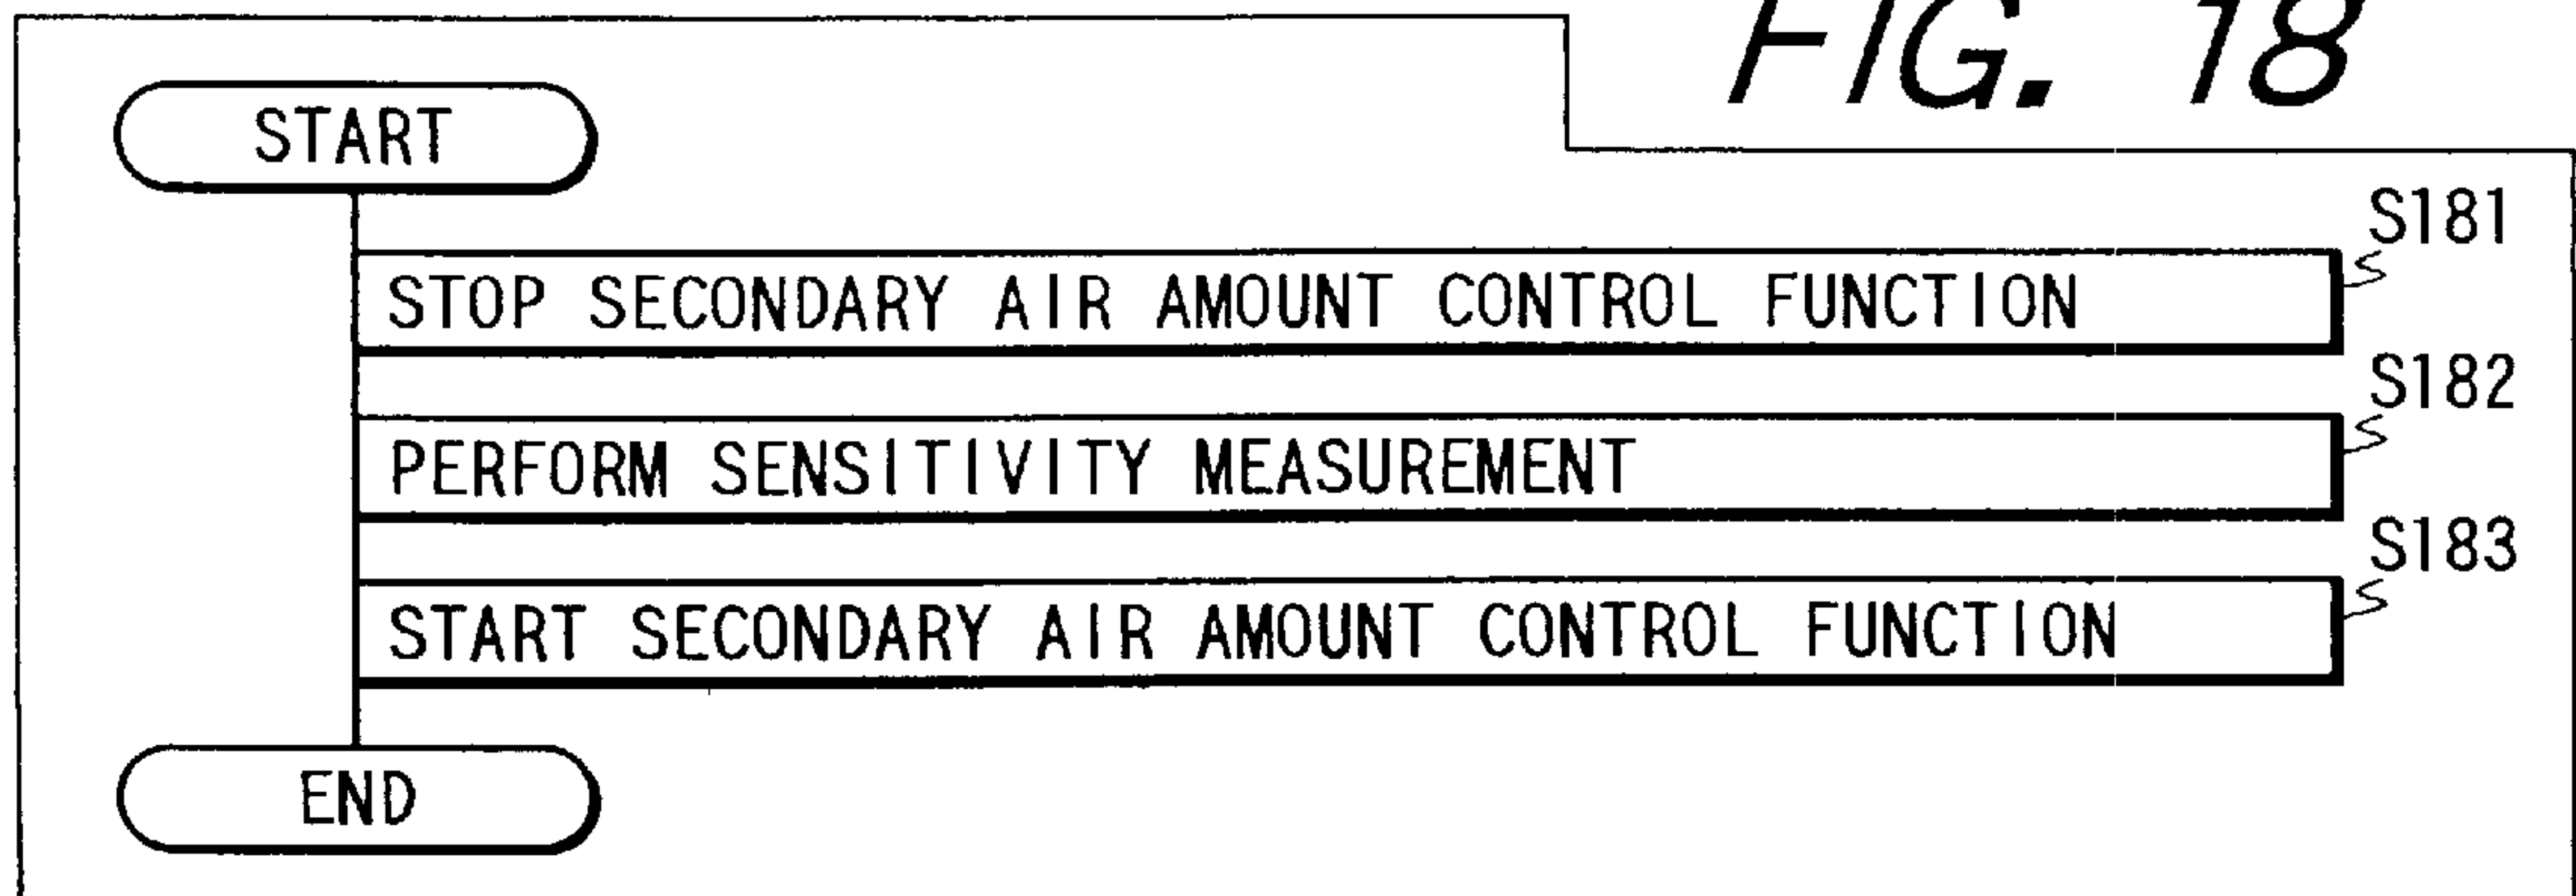 FIG. 18
START
S181
STOP SECONDARY AIR AMOUNT CONTROL FUNCTION
S182
PERFORM SENSITIVITY MEASUREMENT
S183
START SECONDARY AIR AMOUNT CONTROL FUNCTION
END